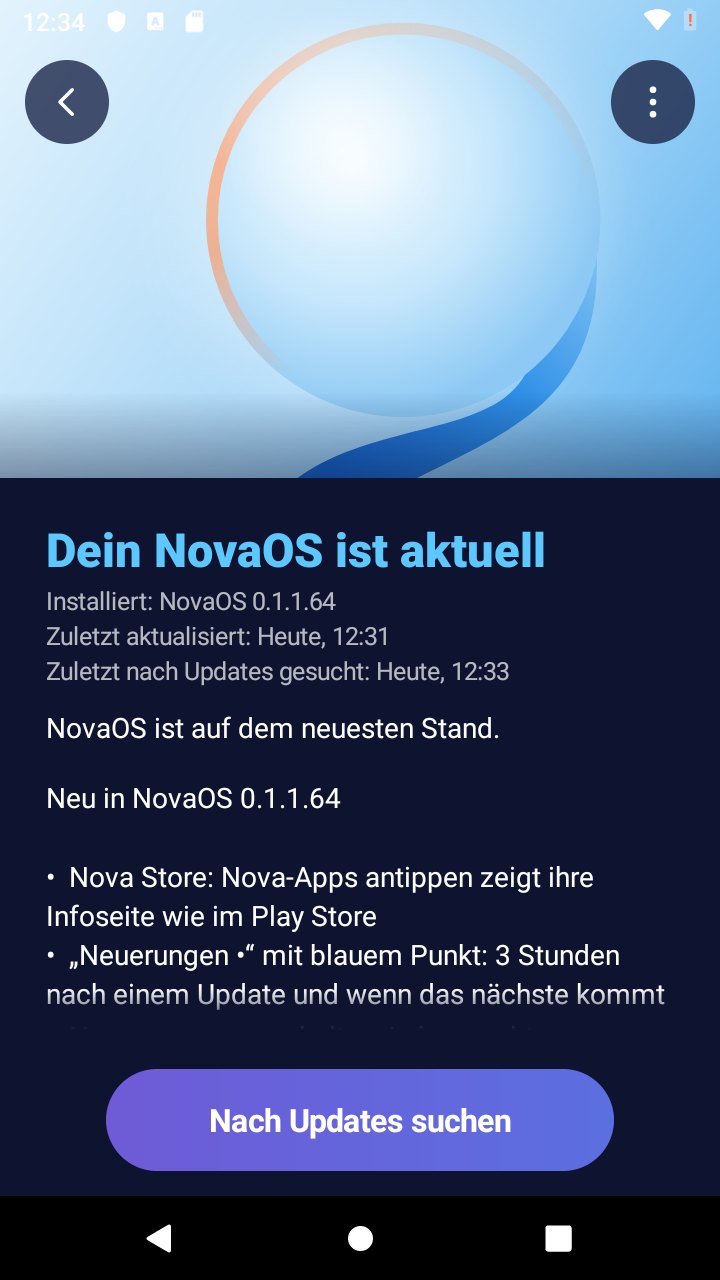 12:34
Dein NovaOS ist aktuell
Installiert: NovaOS 0.1.1.64
Zuletzt aktualisiert: Heute, 12:31
Zuletzt nach Updates gesucht: Heute, 12:33
NovaOS ist auf dem neuesten Stand.
Neu in NovaOS 0.1.1.64
• Nova Store: Nova-Apps antippen zeigt ihre
Infoseite wie im Play Store
• „Neuerungen •“ mit blauem Punkt: 3 Stunden
nach einem Update und wenn das nächste kommt
Nach Updates suchen